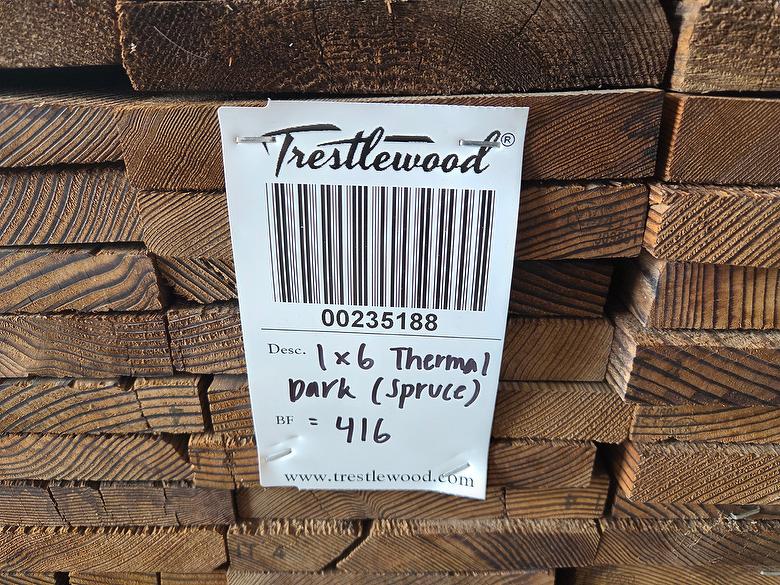 Trestlewood®
00235188
Desc. 1x6 Thermal
Dark (Spruce)
BF = 416
www.trestlewood.com